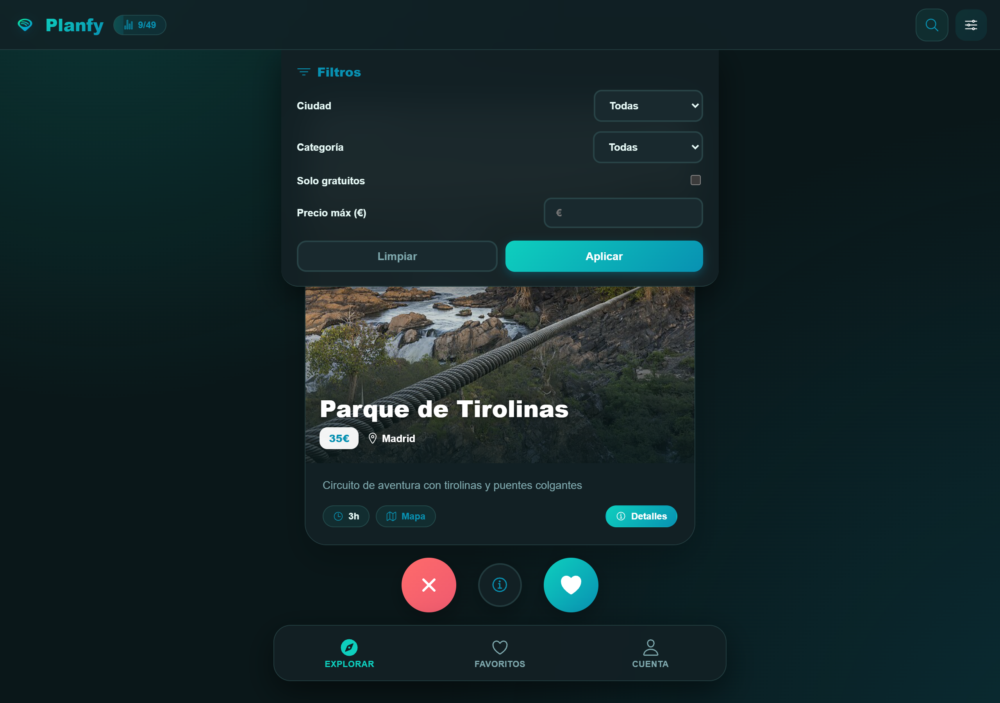 Planfy
9/49
Filtros
Ciudad
Todas
Categoría
Todas
Solo gratuitos
Precio máx (€)
€
Limpiar
Aplicar
Parque de Tirolinas
35€
Madrid
Circuito de aventura con tirolinas y puentes colgantes
3h
Mapa
Detalles
EXPLORAR
FAVORITOS
CUENTA